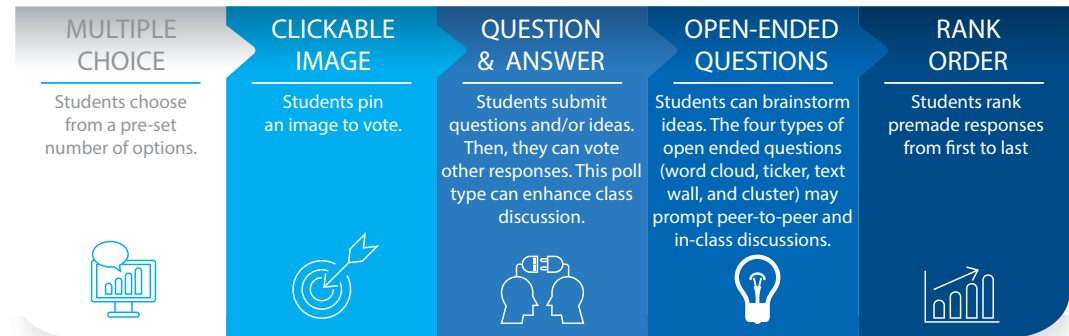 MULTIPLE
CHOICE
Students choose
from a pre-set
number of options.
CLICKABLE
IMAGE
Students pin
an image to vote.
QUESTION
& ANSWER
Students submit
questions and/or ideas.
Then, they can vote
other responses. This poll
type can enhance class
discussion.
OPEN-ENDED
QUESTIONS
Students can brainstorm
ideas. The four types of
open ended questions
(word cloud, ticker, text
wall, and cluster) may
prompt peer-to-peer and
in-class discussions.
RANK
ORDER
Students rank
premade responses
from first to last